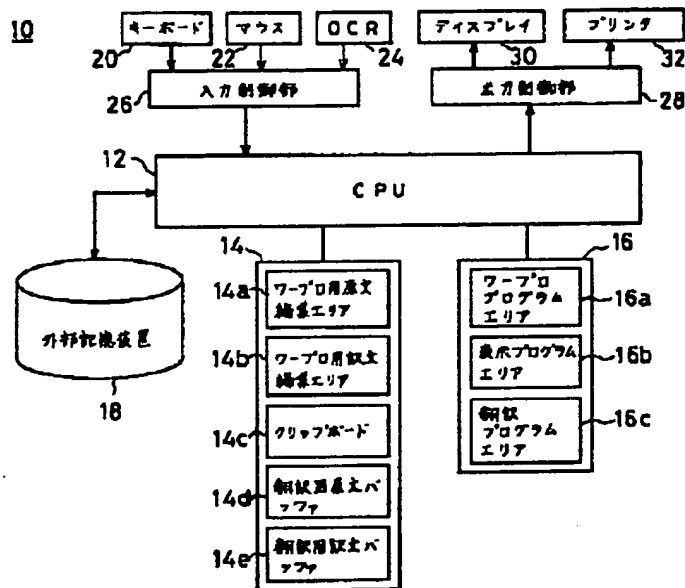 10
キーボード マウス OCR ディスプレイ プリンタ
20 22 24 30 32
26 入力制御部 出力制御部 28
12 CPU
14 16
14a ワープロ用原文
編集エリア
ワープロ
プログラム
エリア 16a
14b ワープロ用訳文
編集エリア
表示プログラム
エリア 16b
外部記憶装置
18
14c クリップボード
翻訳
プログラム
エリア 16c
14d 翻訳用原文バ
ッファ
14e 翻訳用訳文バ
ッファ